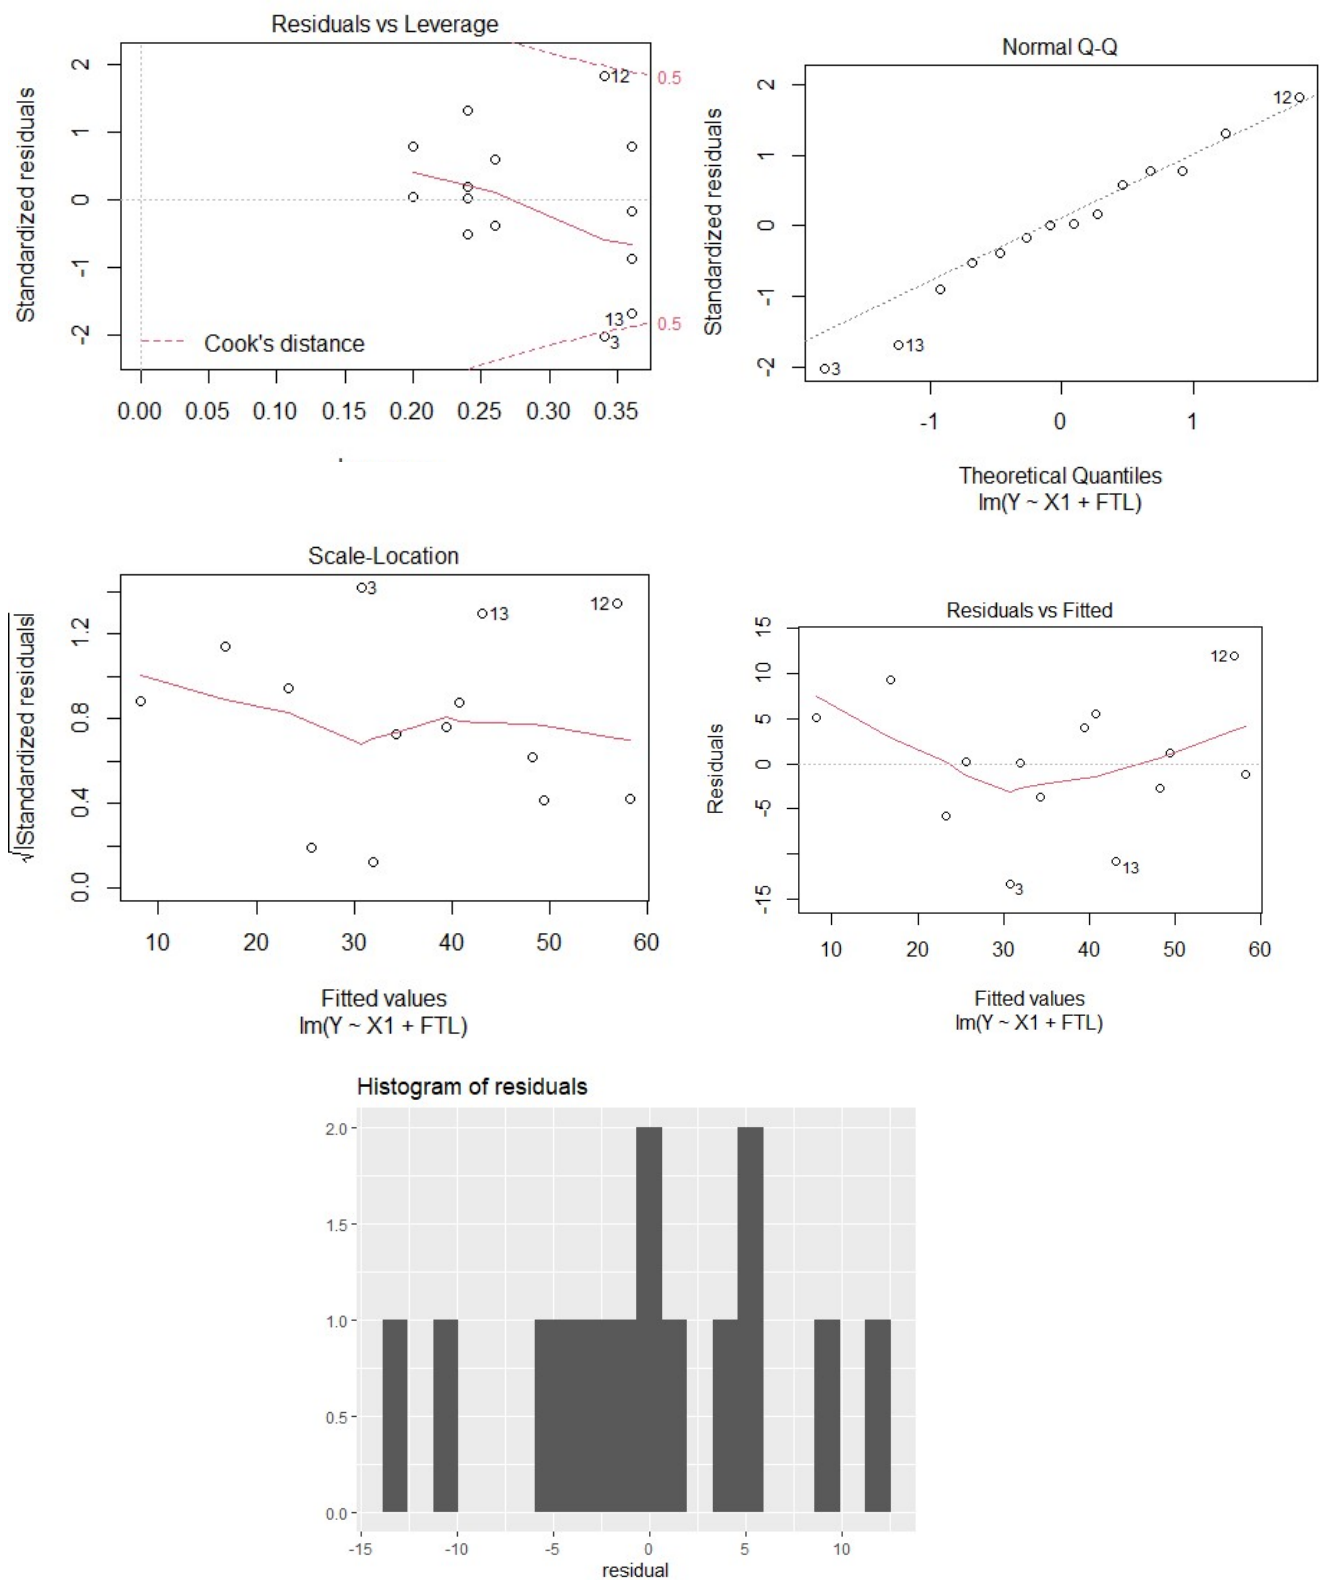 Residuals vs Leverage
Standardized residuals
2
1
0
-1
-2
12
13
3
0.5
0.5
Cook's distance
0.00 0.05 0.10 0.15 0.20 0.25 0.30 0.35
Normal Q-Q
Standardized residuals
2
1
0
-1
-2
12
13
3
-1 0 1
Theoretical Quantiles
lm(Y ~ X1 + FTL)
Scale-Location
√|Standardized residuals|
1.2
0.8
0.4
0.0
3
13
12
10 20 30 40 50 60
Fitted values
lm(Y ~ X1 + FTL)
Residuals vs Fitted
Residuals
15
10
5
0
-5
-15
12
13
3
10 20 30 40 50 60
Fitted values
lm(Y ~ X1 + FTL)
Histogram of residuals
2.0
1.5
1.0
0.5
0.0
-15 -10 -5 0 5 10
residual